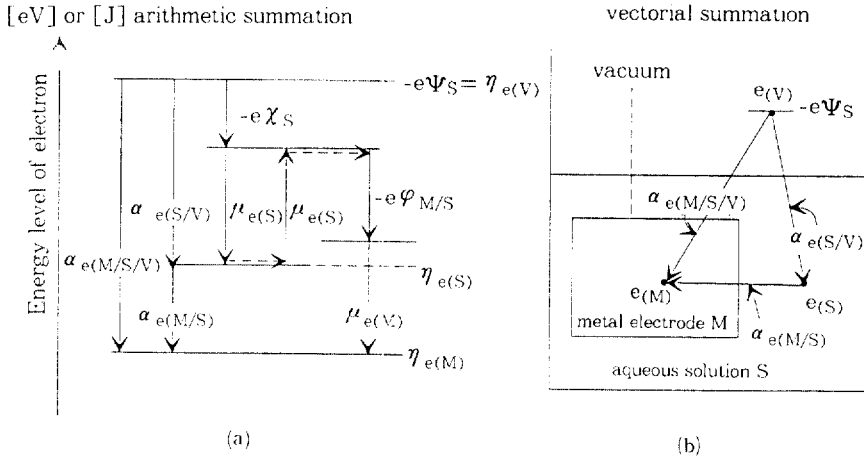 [eV] or [J] arithmetic summation
Energy level of electron
-eΨS = ηe(V)
-eχS
αe(S/V)
μe(S)
μe(S)
-eφM/S
αe(M/S/V)
ηe(S)
αe(M/S)
μe(M)
ηe(M)
(a)
vectorial summation
vacuum
e(V)
-eΨS
αe(M/S/V)
αe(S/V)
e(M)
e(S)
metal electrode M
αe(M/S)
aqueous solution S
(b)